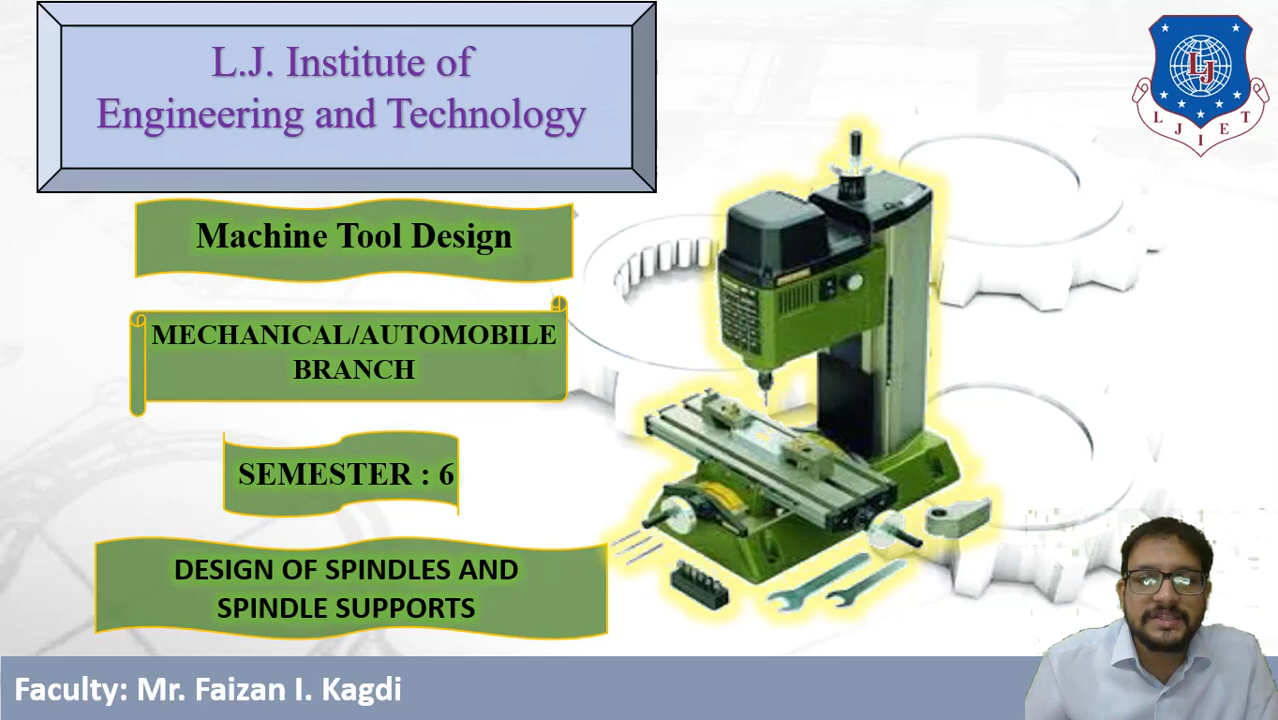 L.J. Institute of
Engineering and Technology
Machine Tool Design
MECHANICAL/AUTOMOBILE
BRANCH
SEMESTER : 6
DESIGN OF SPINDLES AND
SPINDLE SUPPORTS
Faculty: Mr. Faizan I. Kagdi
LJ
L J I E T